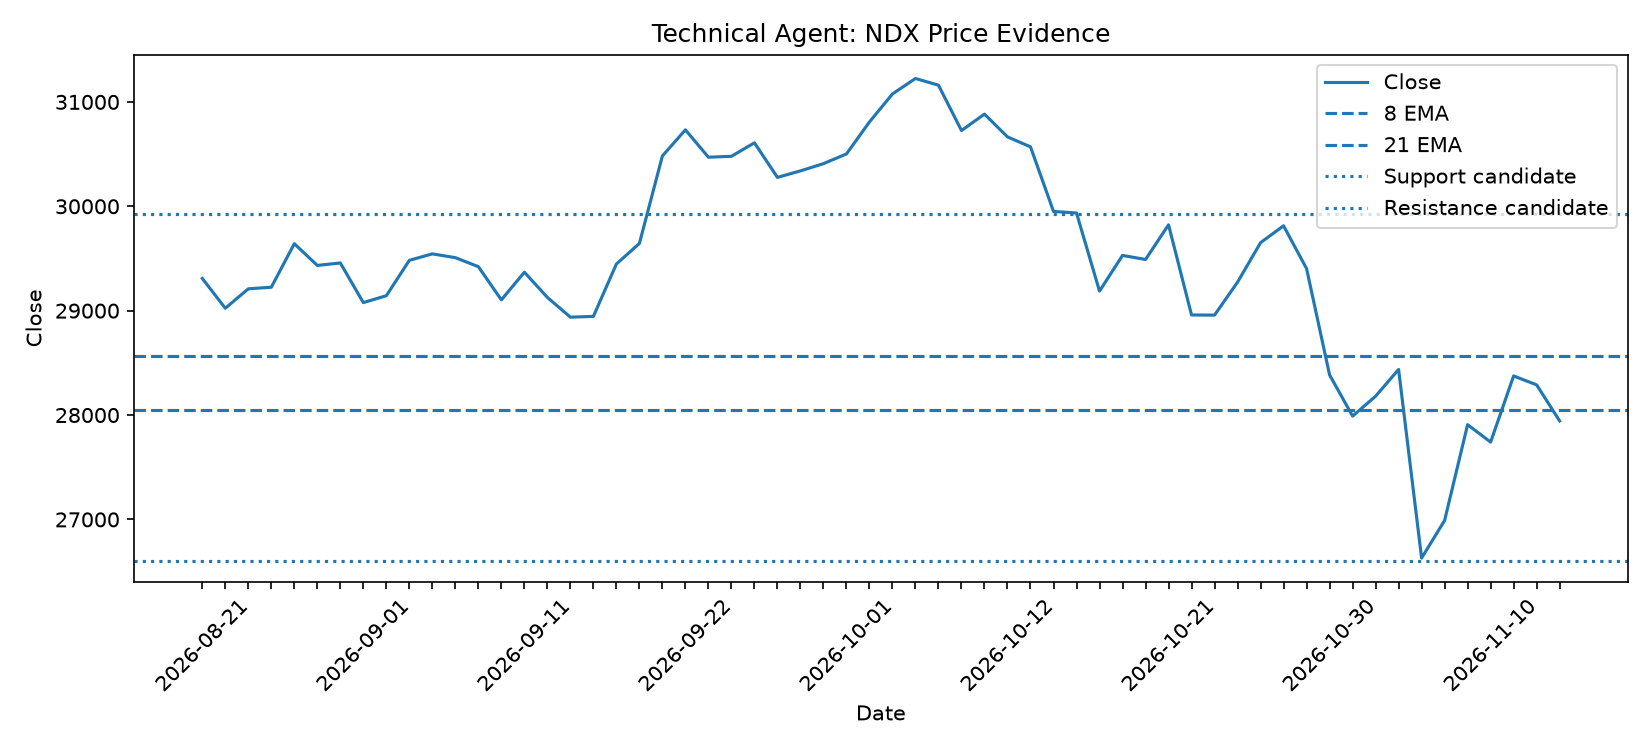 Technical Agent: NDX Price Evidence
Close
8 EMA
21 EMA
Support candidate
Resistance candidate
31000
30000
29000
28000
27000
Close
2026-08-21
2026-09-01
2026-09-11
2026-09-22
2026-10-01
2026-10-12
2026-10-21
2026-10-30
2026-11-10
Date